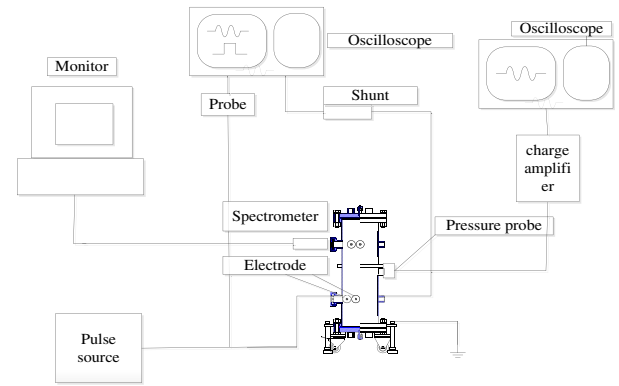 Oscilloscope
Oscilloscope
Monitor
Probe
Shunt
charge
amplifi
er
Spectrometer
Pressure probe
Electrode
Pulse
source